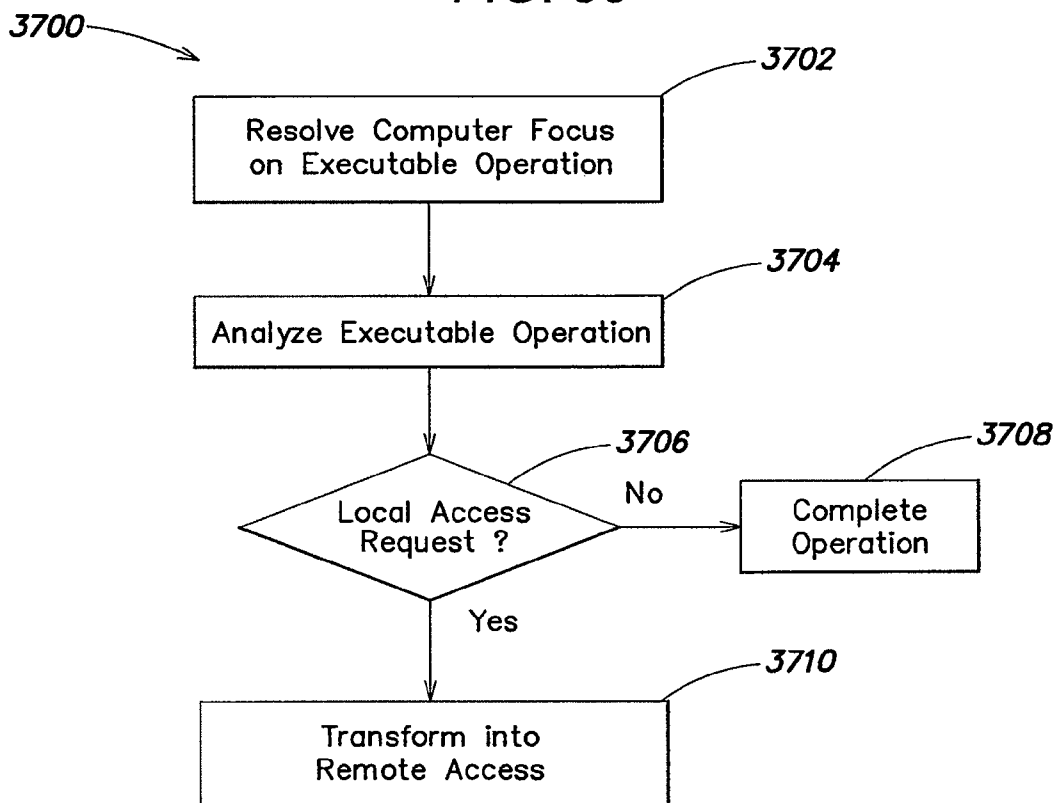 3700
3702
Resolve Computer Focus
on Executable Operation
3704
Analyze Executable Operation
3706
3708
Local Access
Request ?
No
Complete
Operation
Yes
3710
Transform into
Remote Access